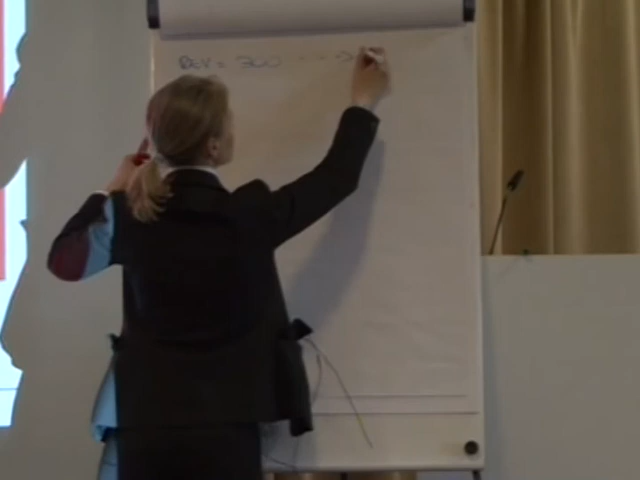 REV = 300 - - ->